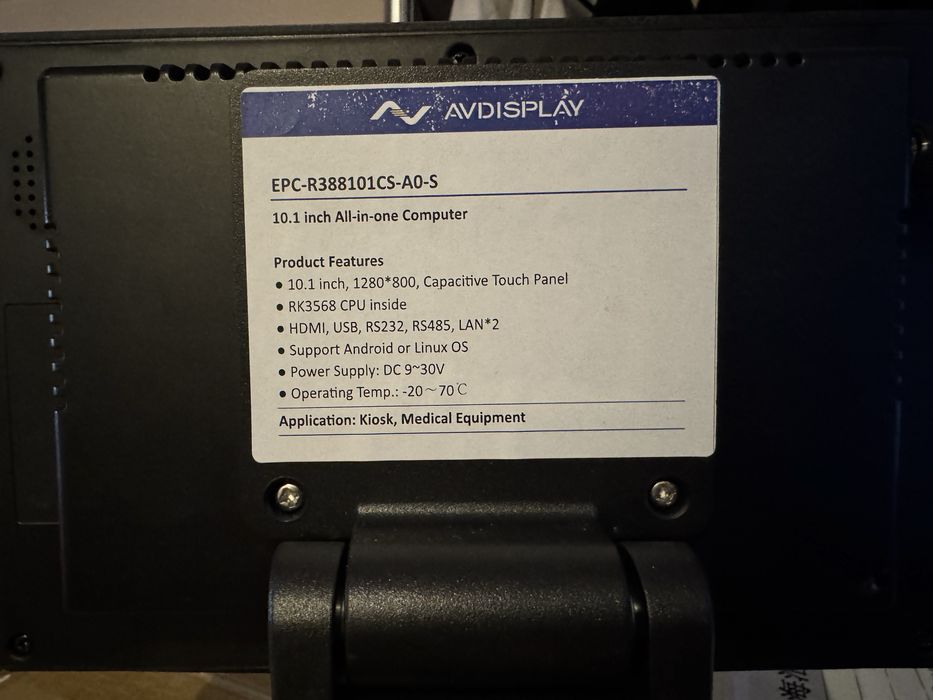 AVDISPLAY
EPC-R388101CS-A0-S
10.1 inch All-in-one Computer
Product Features
• 10.1 inch, 1280*800, Capacitive Touch Panel
• RK3568 CPU inside
• HDMI, USB, RS232, RS485, LAN*2
• Support Android or Linux OS
• Power Supply: DC 9~30V
• Operating Temp.: -20～70℃
Application: Kiosk, Medical Equipment